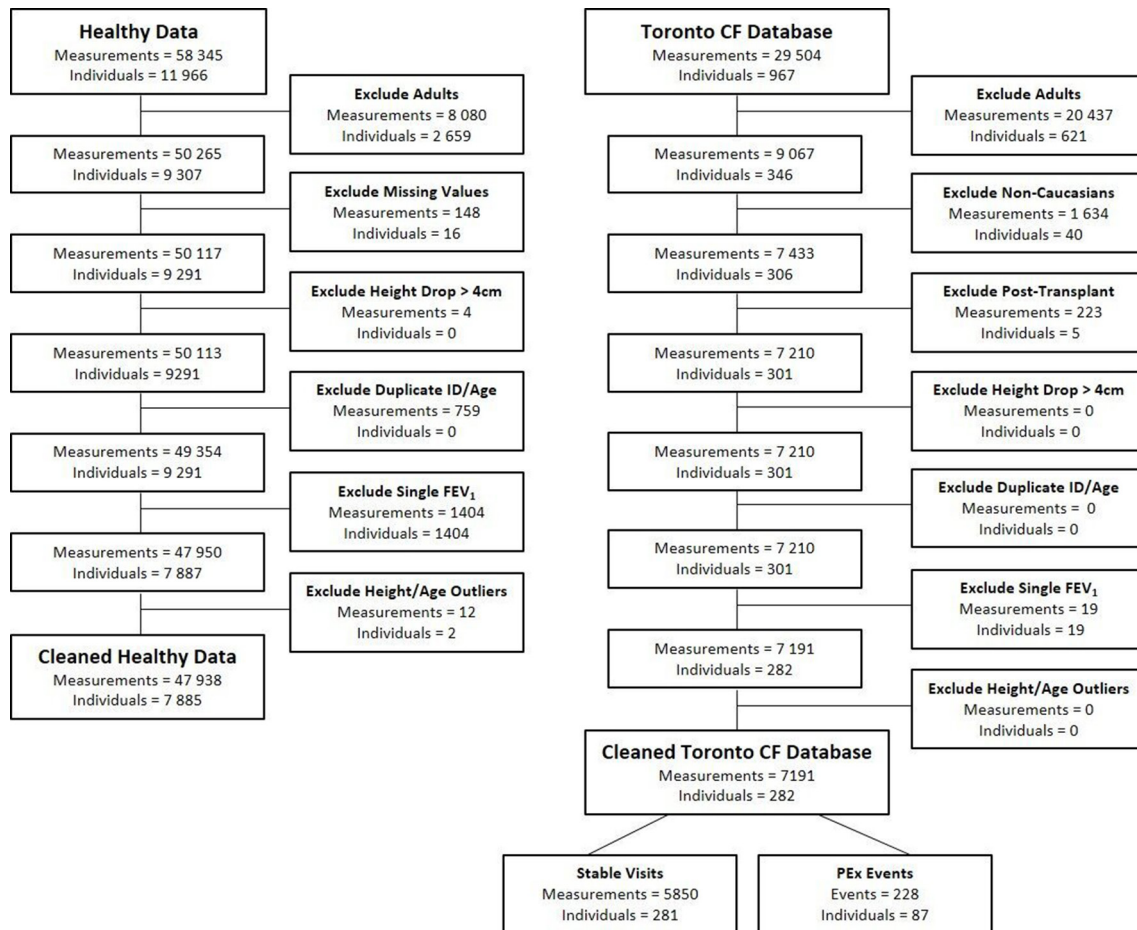 Healthy Data
Measurements = 58 345
Individuals = 11 966
Exclude Adults
Measurements = 8 080
Individuals = 2 659
Measurements = 50 265
Individuals = 9 307
Exclude Missing Values
Measurements = 148
Individuals = 16
Measurements = 50 117
Individuals = 9 291
Exclude Height Drop > 4cm
Measurements = 4
Individuals = 0
Measurements = 50 113
Individuals = 9291
Exclude Duplicate ID/Age
Measurements = 759
Individuals = 0
Measurements = 49 354
Individuals = 9 291
Exclude Single FEV₁
Measurements = 1404
Individuals = 1404
Measurements = 47 950
Individuals = 7 887
Exclude Height/Age Outliers
Measurements = 12
Individuals = 2
Cleaned Healthy Data
Measurements = 47 938
Individuals = 7 885
Toronto CF Database
Measurements = 29 504
Individuals = 967
Exclude Adults
Measurements = 20 437
Individuals = 621
Measurements = 9 067
Individuals = 346
Exclude Non-Caucasians
Measurements = 1 634
Individuals = 40
Measurements = 7 433
Individuals = 306
Exclude Post-Transplant
Measurements = 223
Individuals = 5
Measurements = 7 210
Individuals = 301
Exclude Height Drop > 4cm
Measurements = 0
Individuals = 0
Measurements = 7 210
Individuals = 301
Exclude Duplicate ID/Age
Measurements = 0
Individuals = 0
Measurements = 7 210
Individuals = 301
Exclude Single FEV₁
Measurements = 19
Individuals = 19
Measurements = 7 191
Individuals = 282
Exclude Height/Age Outliers
Measurements = 0
Individuals = 0
Cleaned Toronto CF Database
Measurements = 7191
Individuals = 282
Stable Visits
Measurements = 5850
Individuals = 281
PEx Events
Events = 228
Individuals = 87